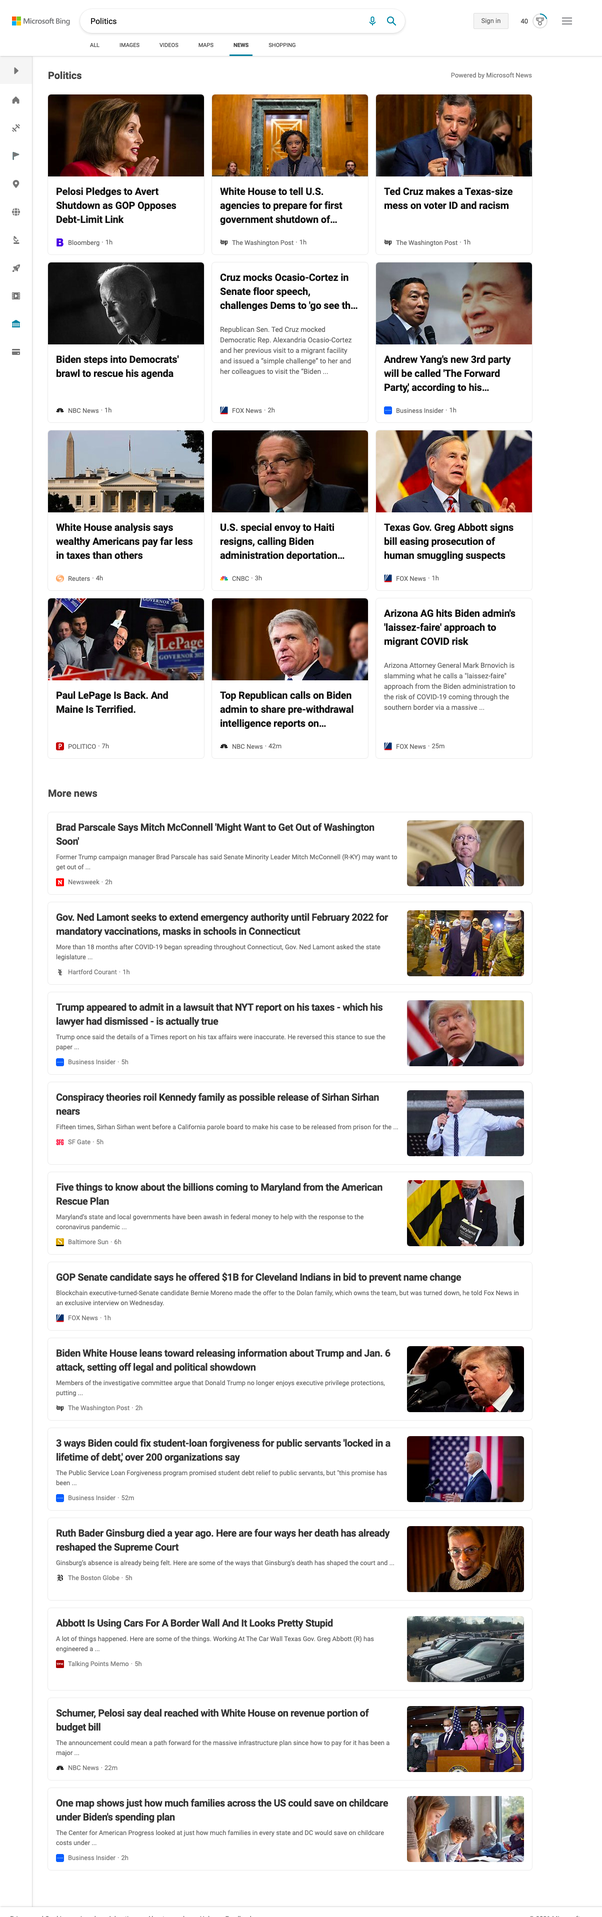 Microsoft Bing
Politics
Sign in
40
ALL IMAGES VIDEOS MAPS NEWS SHOPPING
Politics
Powered by Microsoft News
Pelosi Pledges to Avert
Shutdown as GOP Opposes
Debt-Limit Link
Bloomberg · 1h
White House to tell U.S.
agencies to prepare for first
government shutdown of...
The Washington Post · 1h
Ted Cruz makes a Texas-size
mess on voter ID and racism
The Washington Post · 1h
Biden steps into Democrats'
brawl to rescue his agenda
NBC News · 1h
Cruz mocks Ocasio-Cortez in
Senate floor speech,
challenges Dems to 'go see th...
Republican Sen. Ted Cruz mocked
Democratic Rep. Alexandria Ocasio-Cortez
and her previous visit to a migrant facility
and issued a "simple challenge" to her and
her colleagues to visit the "Biden ...
FOX News · 2h
Andrew Yang's new 3rd party
will be called 'The Forward
Party,' according to his...
Business Insider · 1h
White House analysis says
wealthy Americans pay far less
in taxes than others
Reuters · 4h
U.S. special envoy to Haiti
resigns, calling Biden
administration deportation...
CNBC · 3h
Texas Gov. Greg Abbott signs
bill easing prosecution of
human smuggling suspects
FOX News · 1h
LePage
Paul LePage Is Back. And
Maine Is Terrified.
POLITICO · 7h
Top Republican calls on Biden
admin to share pre-withdrawal
intelligence reports on...
NBC News · 42m
Arizona AG hits Biden admin's
'laissez-faire' approach to
migrant COVID risk
Arizona Attorney General Mark Brnovich is
slamming what he calls a "laissez-faire"
approach from the Biden administration to
the risk of COVID-19 coming through the
southern border via a massive ...
FOX News · 25m
More news
Brad Parscale Says Mitch McConnell 'Might Want to Get Out of Washington
Soon'
Former Trump campaign manager Brad Parscale has said Senate Minority Leader Mitch McConnell (R-KY) may want to
get out of ...
Newsweek · 2h
Gov. Ned Lamont seeks to extend emergency authority until February 2022 for
mandatory vaccinations, masks in schools in Connecticut
More than 18 months after COVID-19 began spreading throughout Connecticut, Gov. Ned Lamont asked the state
legislature ...
Hartford Courant · 1h
Trump appeared to admit in a lawsuit that NYT report on his taxes - which his
lawyer had dismissed - is actually true
Trump once said the details of a Times report on his tax affairs were inaccurate. He reversed this stance to sue the
paper ...
Business Insider · 5h
Conspiracy theories roil Kennedy family as possible release of Sirhan Sirhan
nears
Fifteen times, Sirhan Sirhan went before a California parole board to make his case to be released from prison for the ...
SF Gate · 5h
Five things to know about the billions coming to Maryland from the American
Rescue Plan
Maryland's state and local governments have been awash in federal money to help with the response to the
coronavirus pandemic ...
Baltimore Sun · 6h
GOP Senate candidate says he offered $1B for Cleveland Indians in bid to prevent name change
Blockchain executive-turned-Senate candidate Bernie Moreno made the offer to the Dolan family, which owns the team, but was turned down, he told Fox News in
an exclusive interview on Wednesday.
FOX News · 1h
Biden White House leans toward releasing information about Trump and Jan. 6
attack, setting off legal and political showdown
Members of the investigative committee argue that Donald Trump no longer enjoys executive privilege protections,
putting ...
The Washington Post · 2h
3 ways Biden could fix student-loan forgiveness for public servants 'locked in a
lifetime of debt,' over 200 organizations say
The Public Service Loan Forgiveness program promised student debt relief to public servants, but "this promise has
been ...
Business Insider · 52m
Ruth Bader Ginsburg died a year ago. Here are four ways her death has already
reshaped the Supreme Court
Ginsburg's absence is already being felt. Here are some of the ways that Ginsburg's death has shaped the court and ...
The Boston Globe · 5h
Abbott Is Using Cars For A Border Wall And It Looks Pretty Stupid
A lot of things happened. Here are some of the things. Working At The Car Wall Texas Gov. Greg Abbott (R) has
engineered a ...
Talking Points Memo · 5h
Schumer, Pelosi say deal reached with White House on revenue portion of
budget bill
The announcement could mean a path forward for the massive infrastructure plan since how to pay for it has been a
major ...
NBC News · 22m
One map shows just how much families across the US could save on childcare
under Biden's spending plan
The Center for American Progress looked at just how much families in every state and DC would save on childcare
costs under ...
Business Insider · 2h